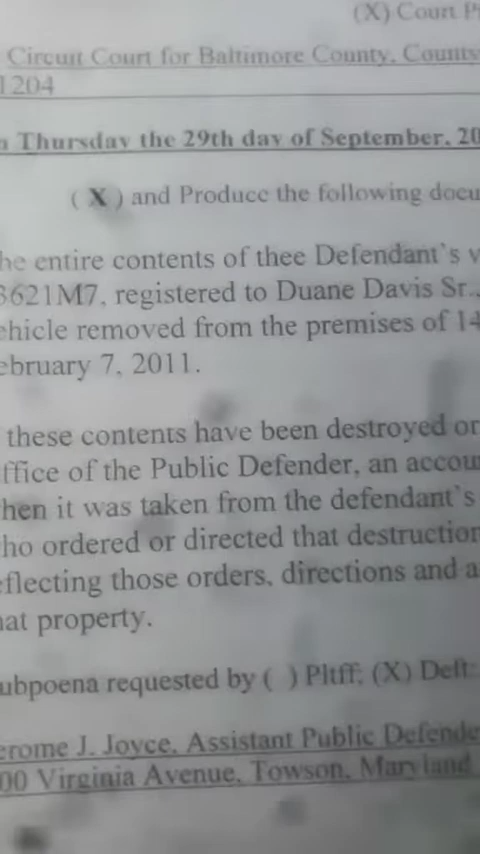 (X) Court P
Circuit Court for Baltimore County, County
1204
Thursday the 29th day of September, 20
( X ) and Produce the following docu
he entire contents of thee Defendant's v
3621M7, registered to Duane Davis Sr.,
ehicle removed from the premises of 14
ebruary 7, 2011.
these contents have been destroyed or
ffice of the Public Defender, an accou
hen it was taken from the defendant's
ho ordered or directed that destruction
eflecting those orders, directions and a
hat property.
ubpoena requested by ( ) Pltff; (X) Deft:
erome J. Joyce, Assistant Public Defende
00 Virginia Avenue, Towson, Maryland